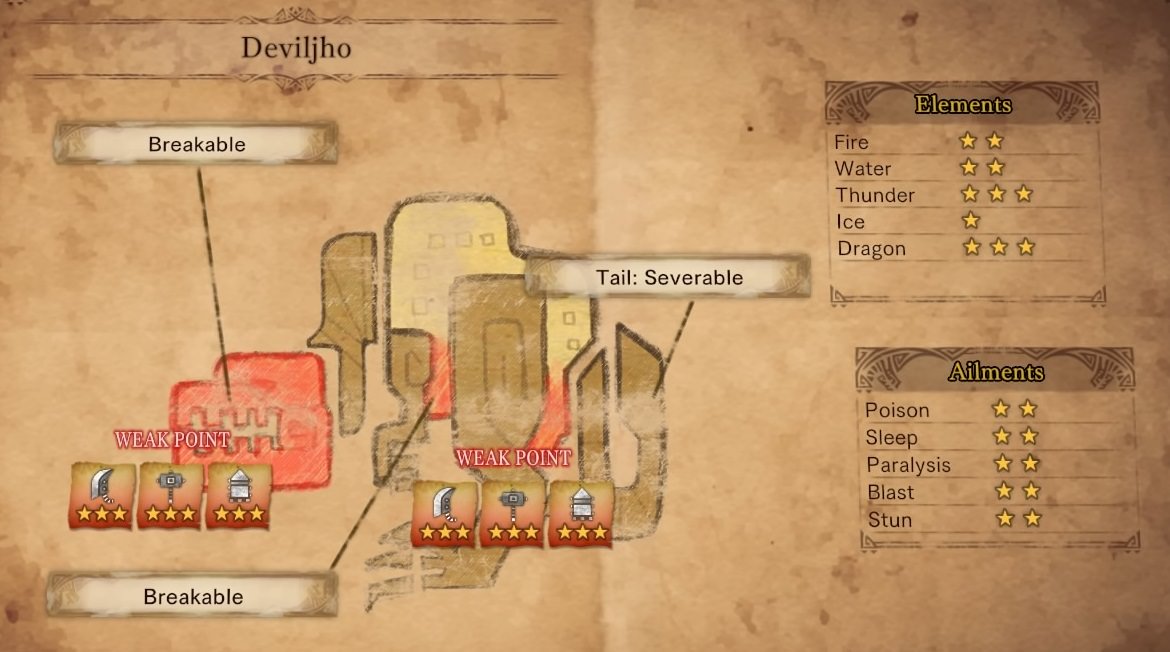 Deviljho
Breakable
Tail: Severable
WEAK POINT
WEAK POINT
Breakable
Elements
Fire
Water
Thunder
Ice
Dragon
Ailments
Poison
Sleep
Paralysis
Blast
Stun